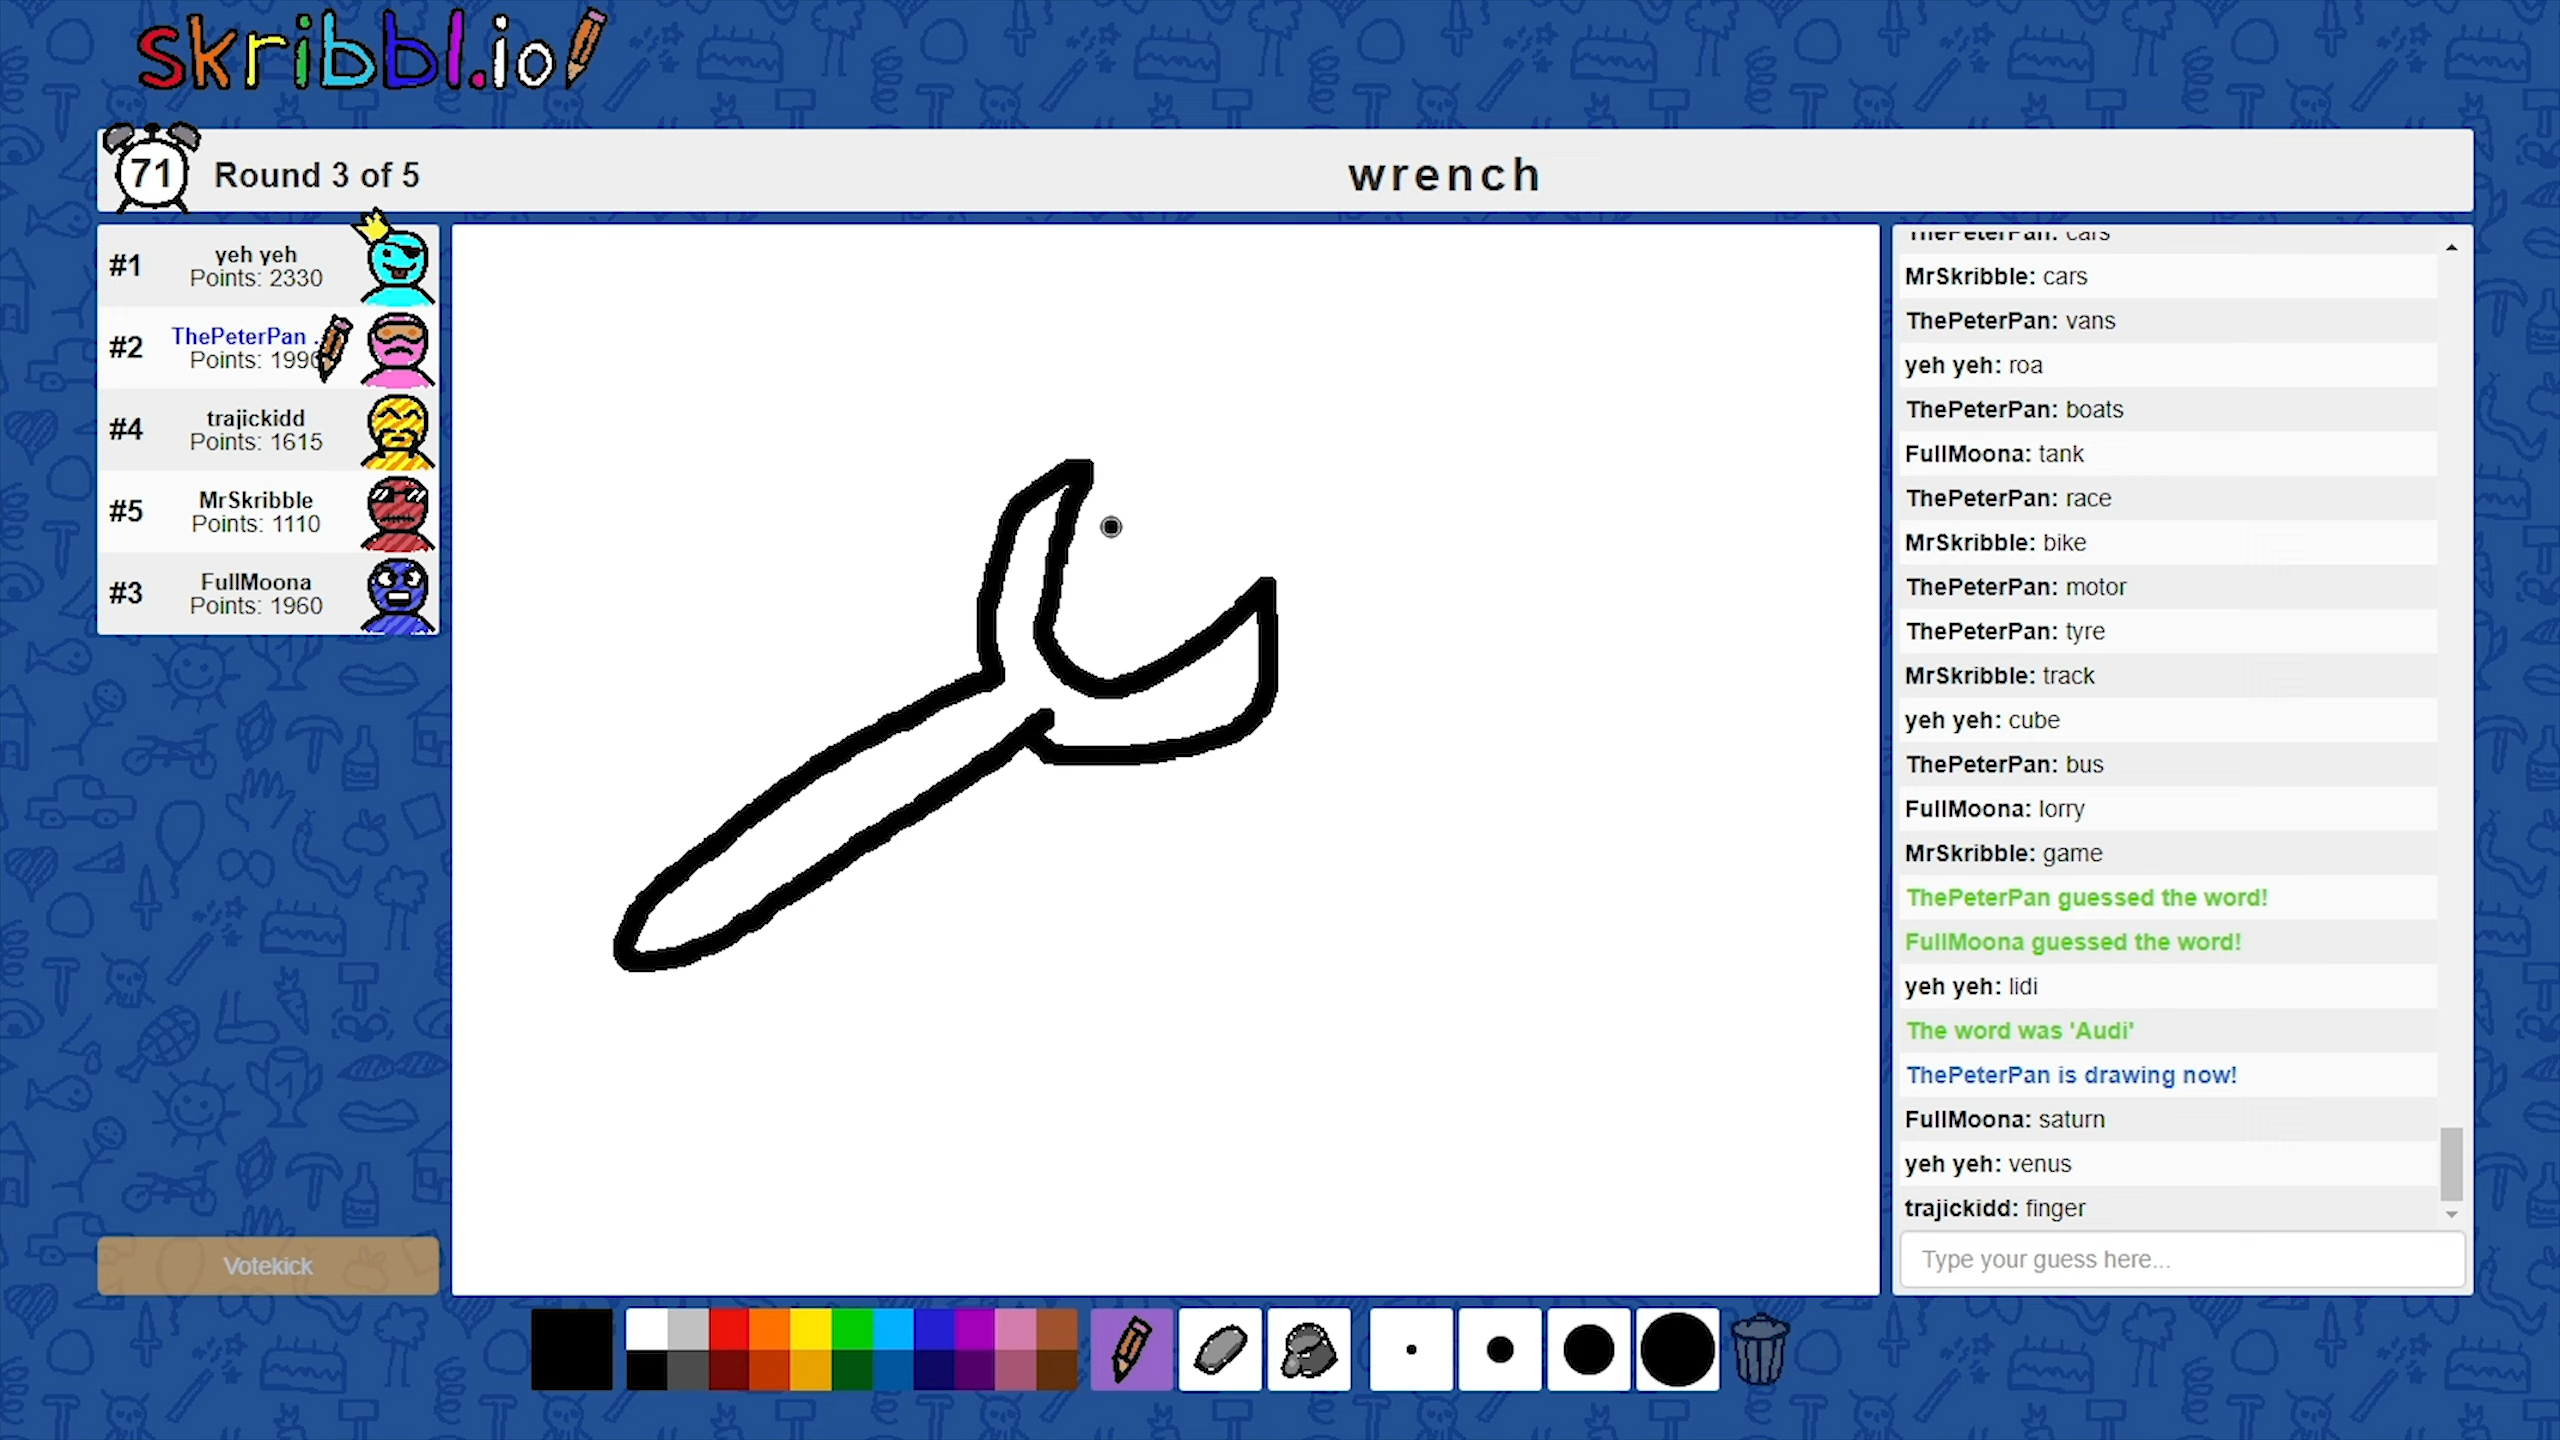 skribbl.io
71
Round 3 of 5
wrench
#1
yeh yeh
Points: 2330
#2
ThePeterPan .
Points: 1990
#4
trajickidd
Points: 1615
#5
MrSkribble
Points: 1110
#3
FullMoona
Points: 1960
Votekick
ThePeterPan: cars
MrSkribble: cars
ThePeterPan: vans
yeh yeh: roa
ThePeterPan: boats
FullMoona: tank
ThePeterPan: race
MrSkribble: bike
ThePeterPan: motor
ThePeterPan: tyre
MrSkribble: track
yeh yeh: cube
ThePeterPan: bus
FullMoona: lorry
MrSkribble: game
ThePeterPan guessed the word!
FullMoona guessed the word!
yeh yeh: lidi
The word was 'Audi'
ThePeterPan is drawing now!
FullMoona: saturn
yeh yeh: venus
trajickidd: finger
Type your guess here...